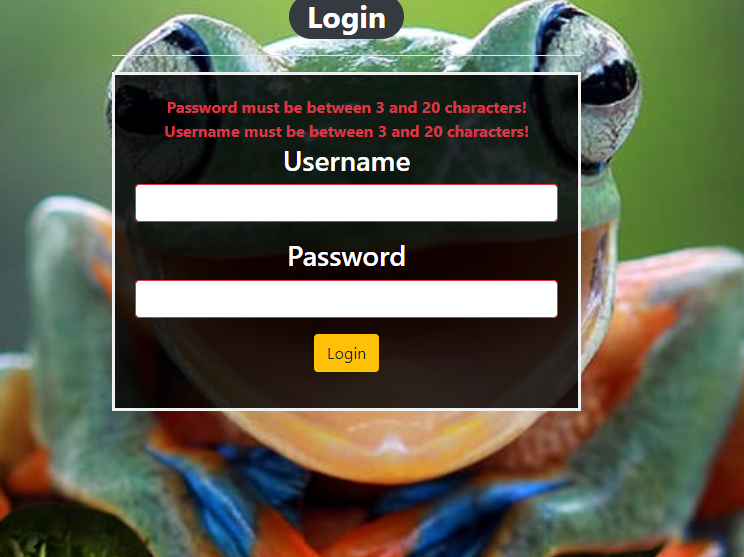 Login
Password must be between 3 and 20 characters!
Username must be between 3 and 20 characters!
Username
Password
Login